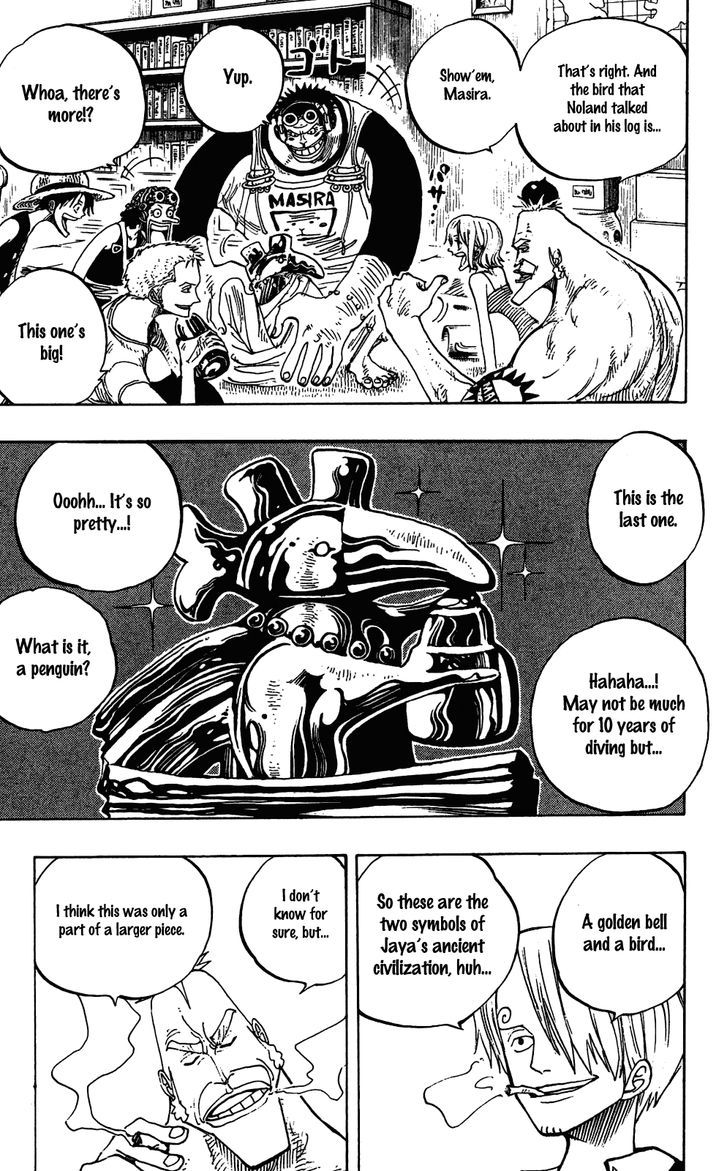 That's right. And
the bird that
Noland talked
about in his log is...
Show'em,
Masira.
Yup.
ゴト
Whoa, there's
more!?
バサ
MASIRA
This one's
big!
This is the
last one.
Ooohh... It's so
pretty...!
What is it,
a penguin?
Hahaha...!
May not be much
for 10 years of
diving but...
A golden bell
and a bird...
So these are the
two symbols of
Jaya's ancient
civilization, huh...
I don't
know for
sure, but...
I think this was only a
part of a larger piece.